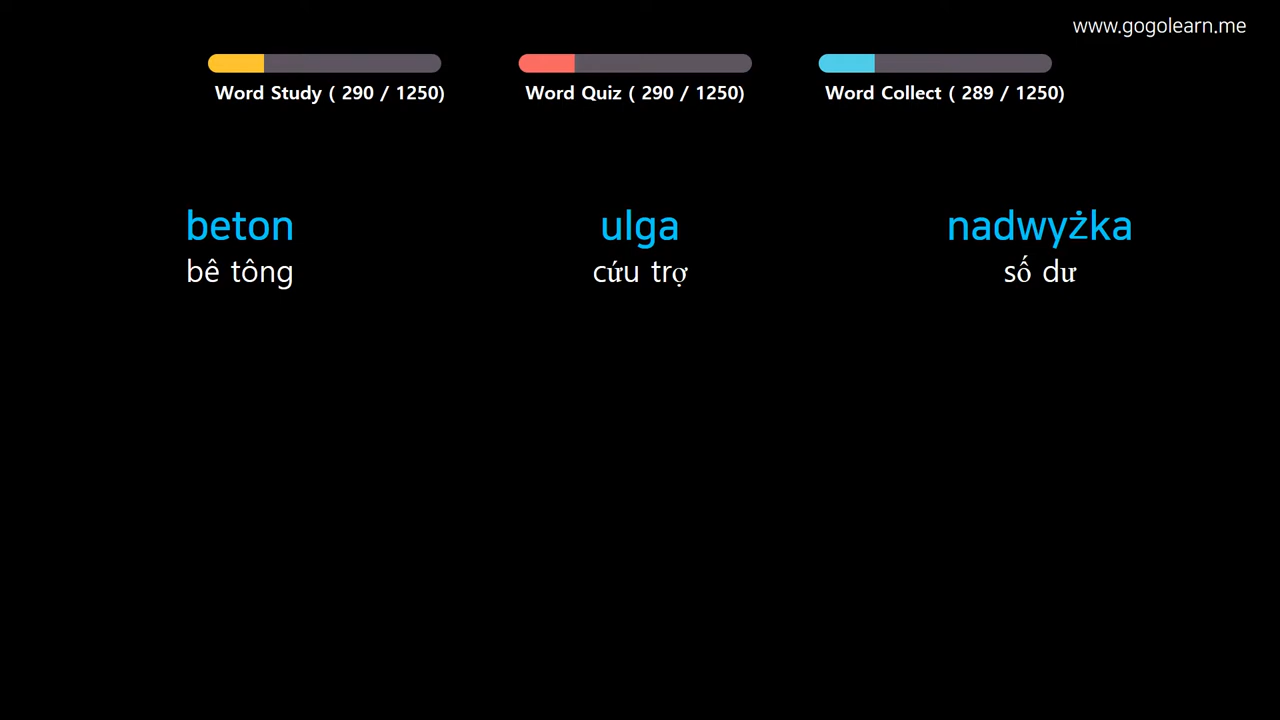 www.gogolearn.me
Word Study ( 290 / 1250)
Word Quiz ( 290 / 1250)
Word Collect ( 289 / 1250)
beton
bê tông
ulga
cứu trợ
nadwyżka
số dư